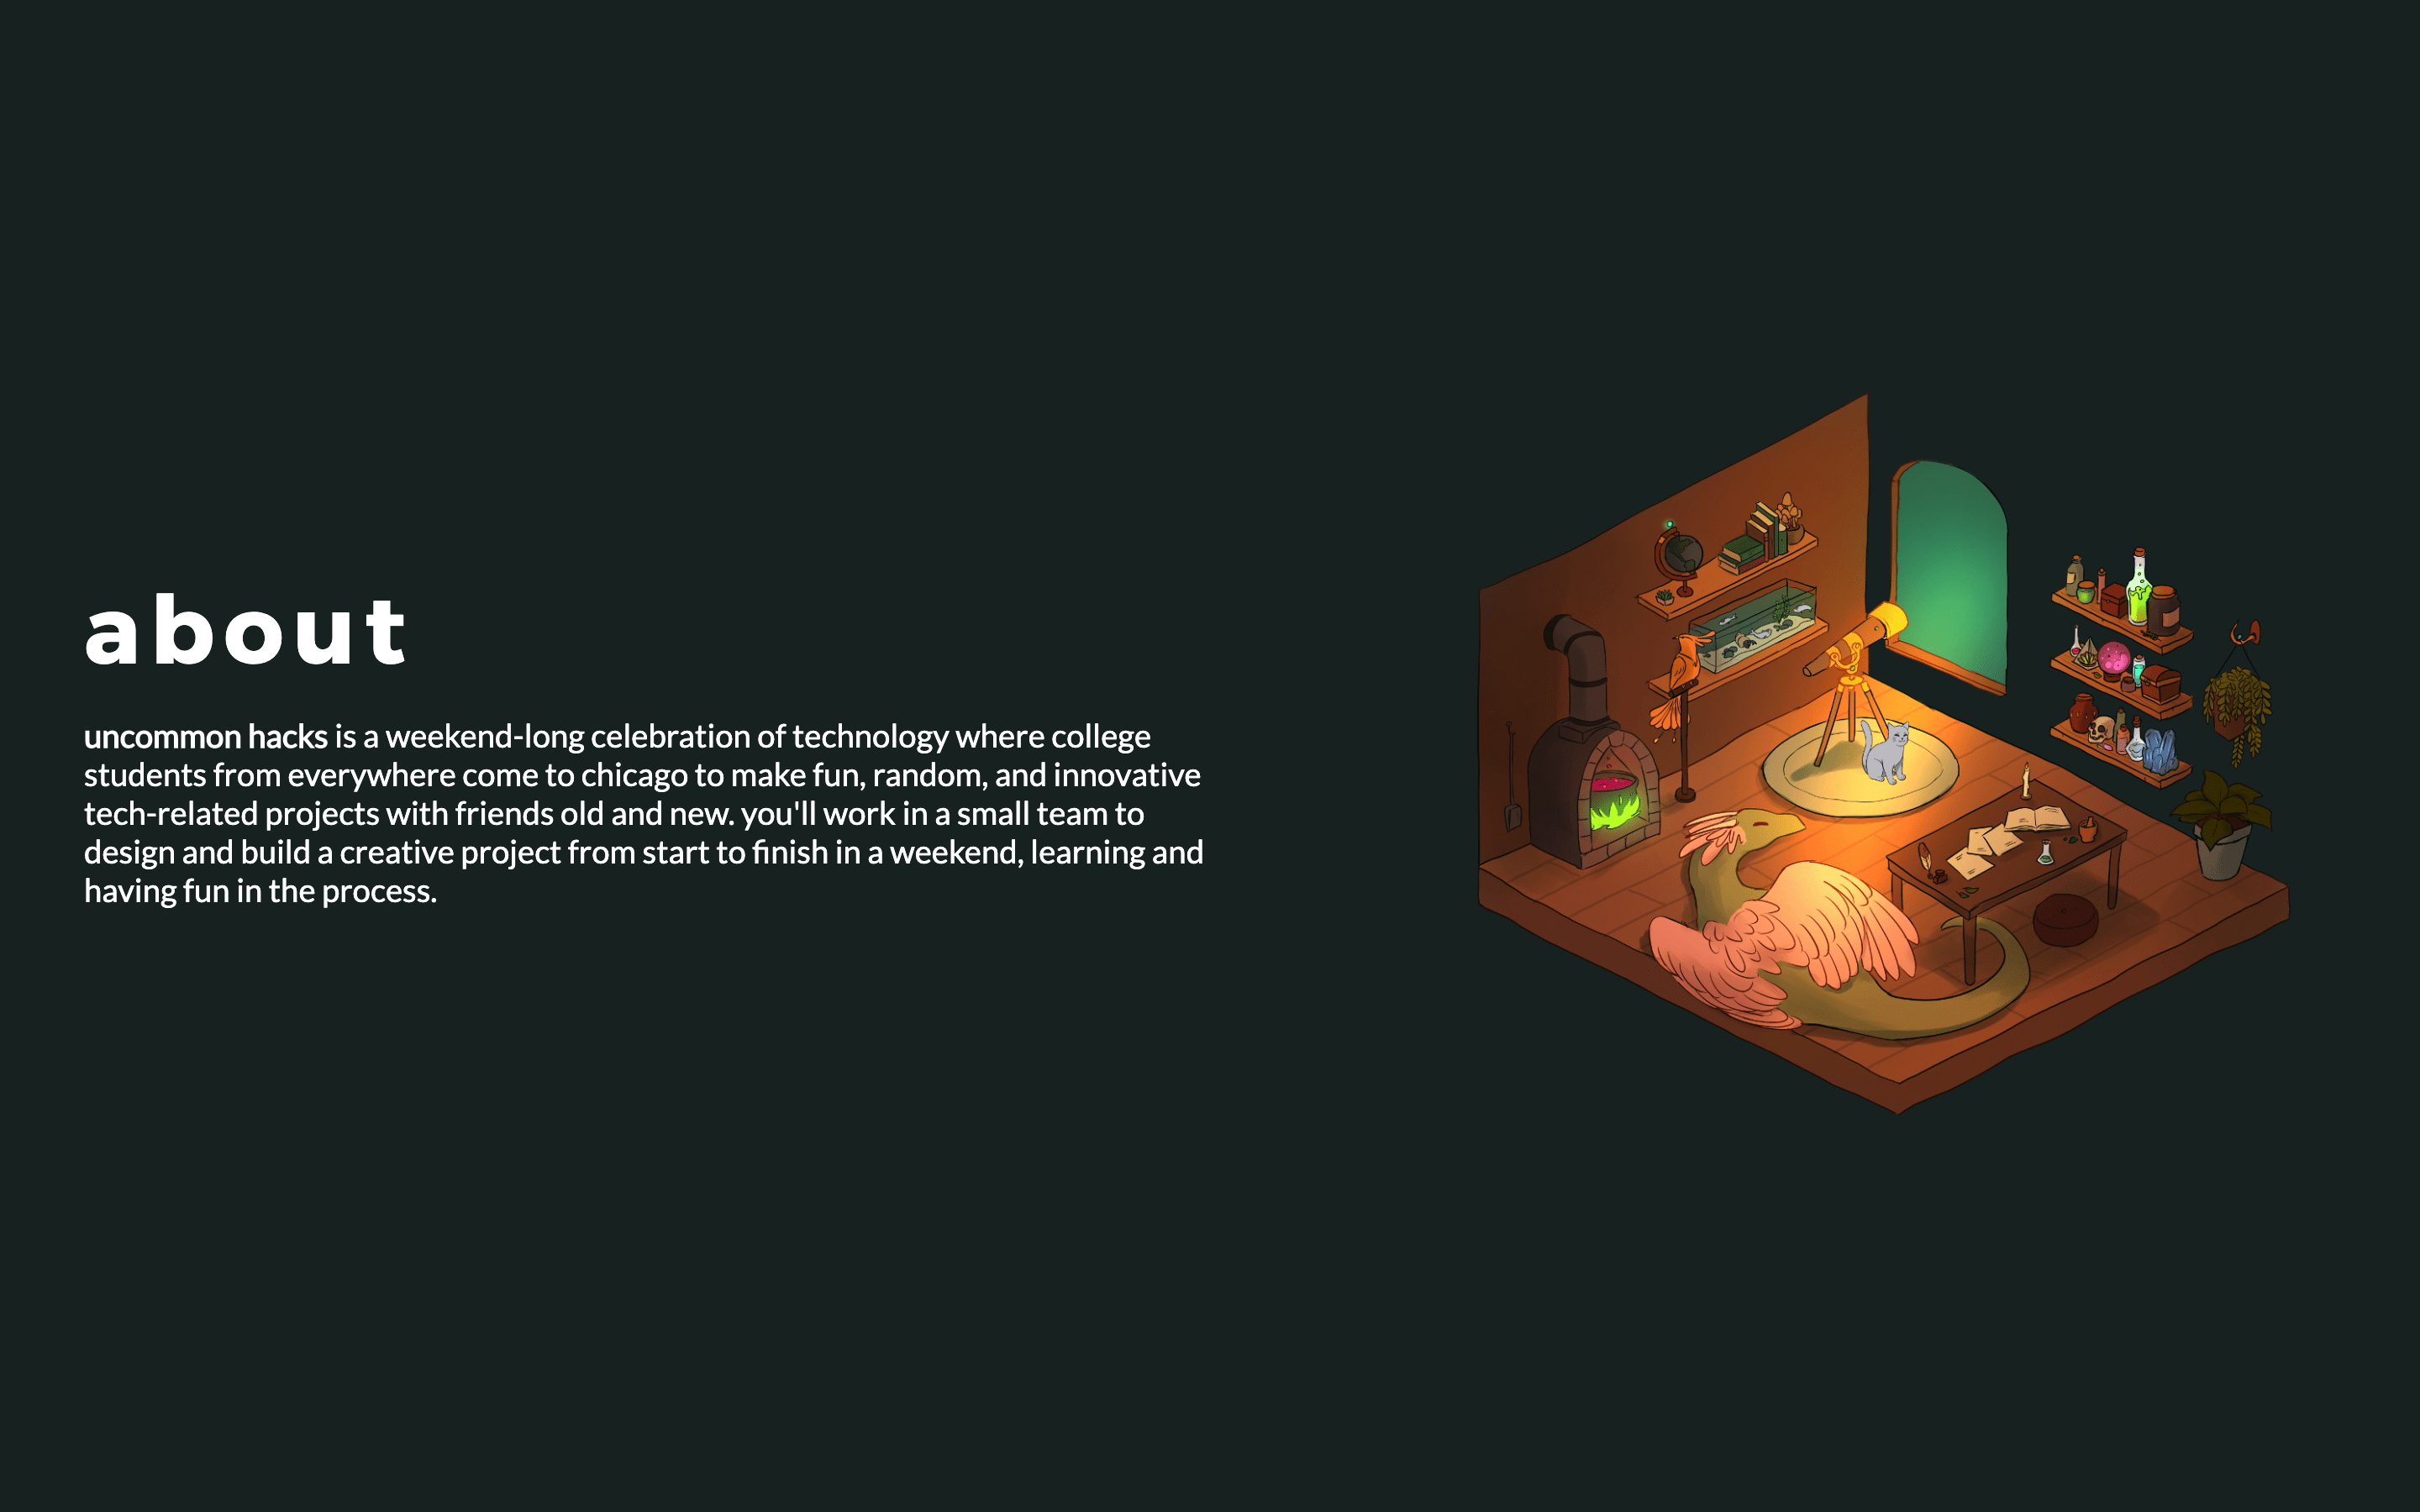 about
uncommon hacks is a weekend-long celebration of technology where college
students from everywhere come to chicago to make fun, random, and innovative
tech-related projects with friends old and new. you'll work in a small team to
design and build a creative project from start to finish in a weekend, learning and
having fun in the process.